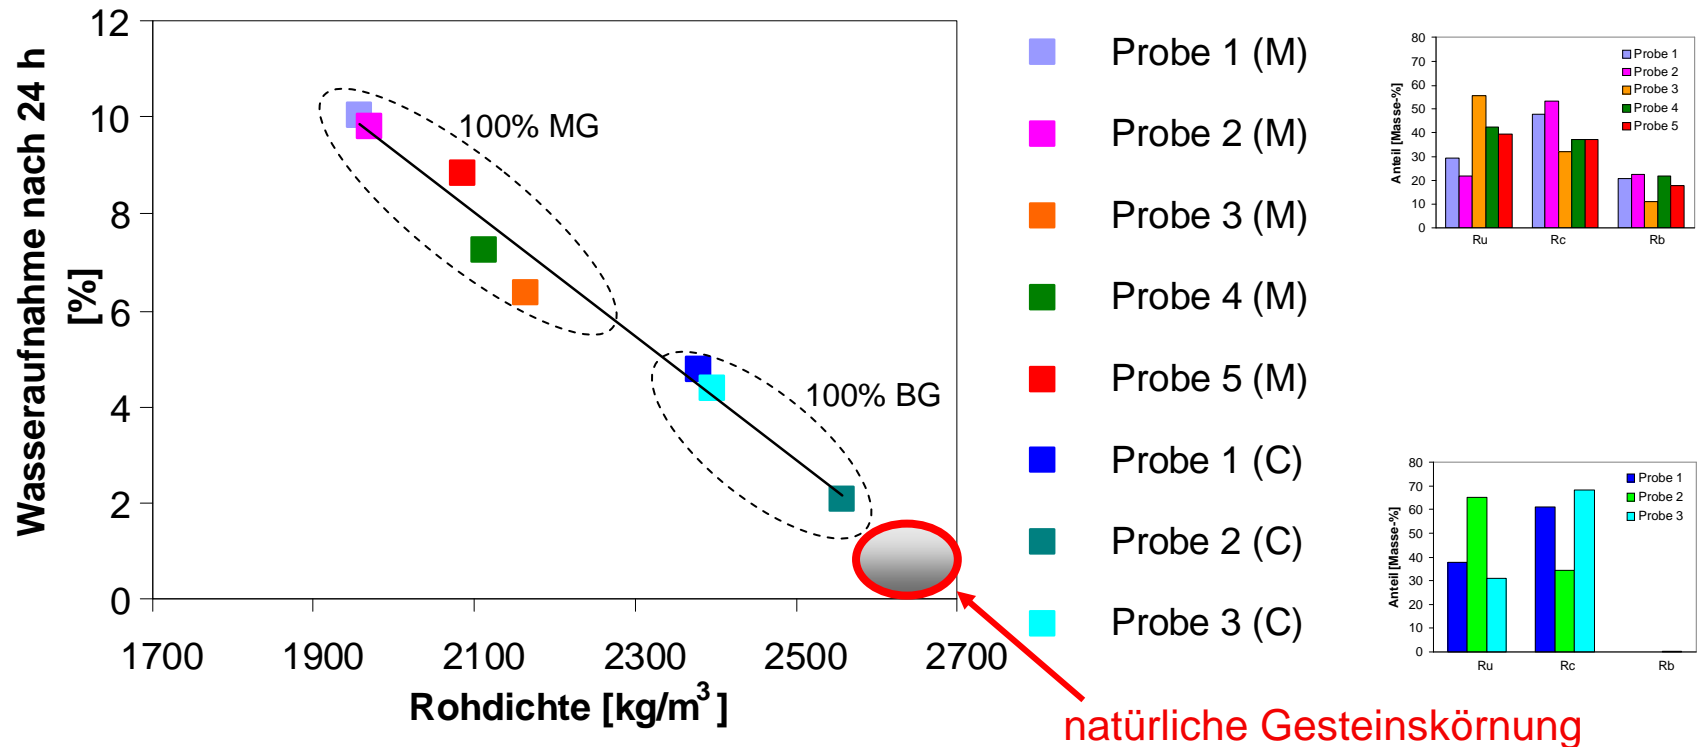 Wasseraufnahme nach 24 h
[%]
12
10
8
6
4
2
0
1700
1900
2100
2300
2500
2700
Rohdichte [kg/m³]
100% MG
100% BG
natürliche Gesteinskörnung
Probe 1 (M)
Probe 2 (M)
Probe 3 (M)
Probe 4 (M)
Probe 5 (M)
Probe 1 (C)
Probe 2 (C)
Probe 3 (C)
Anteil [Masse-%]
80
70
60
50
40
30
20
10
0
Ru
Rc
Rb
Probe 1
Probe 2
Probe 3
Probe 4
Probe 5
Anteil [Masse-%]
80
70
60
50
40
30
20
10
0
Ru
Rc
Rb
Probe 1
Probe 2
Probe 3